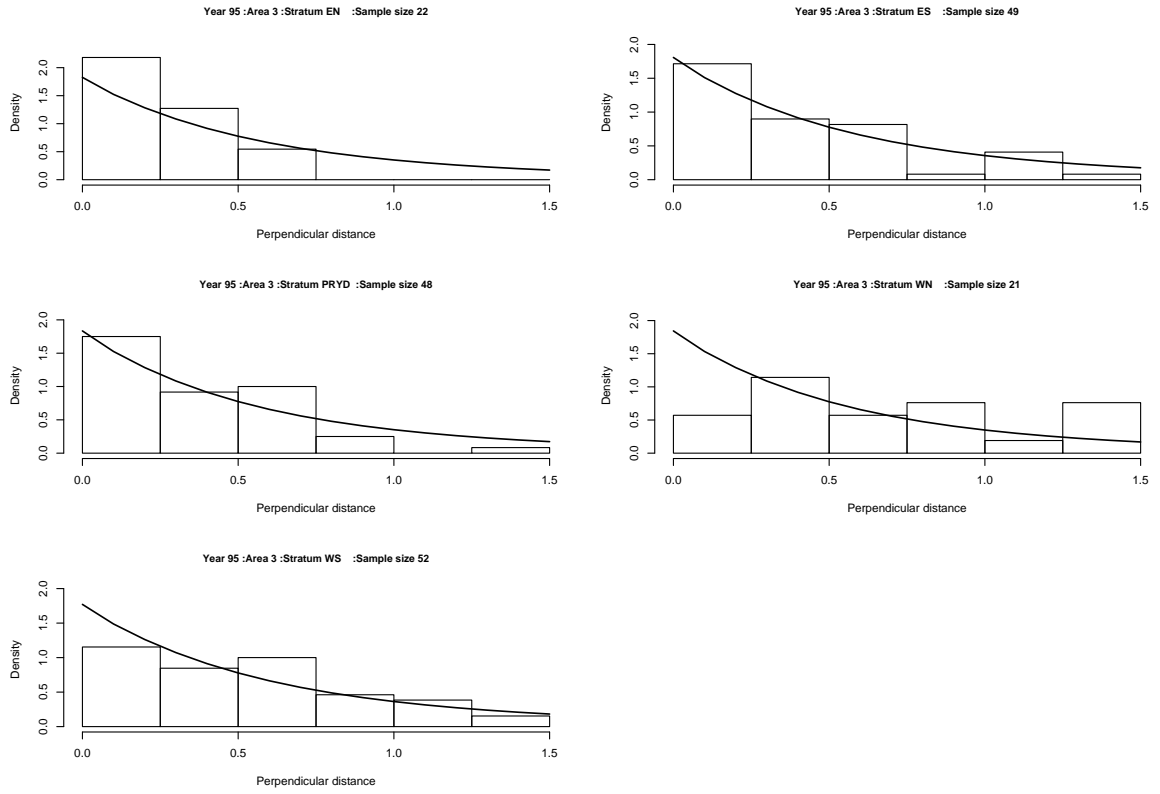 Year 95 :Area 3 :Stratum EN :Sample size 22
Density
0.0 0.5 1.0 1.5 2.0
0.0 0.5 1.0 1.5
Perpendicular distance
Year 95 :Area 3 :Stratum ES :Sample size 49
Density
0.0 0.5 1.0 1.5 2.0
0.0 0.5 1.0 1.5
Perpendicular distance
Year 95 :Area 3 :Stratum PRYD :Sample size 48
Density
0.0 0.5 1.0 1.5 2.0
0.0 0.5 1.0 1.5
Perpendicular distance
Year 95 :Area 3 :Stratum WN :Sample size 21
Density
0.0 0.5 1.0 1.5 2.0
0.0 0.5 1.0 1.5
Perpendicular distance
Year 95 :Area 3 :Stratum WS :Sample size 52
Density
0.0 0.5 1.0 1.5 2.0
0.0 0.5 1.0 1.5
Perpendicular distance